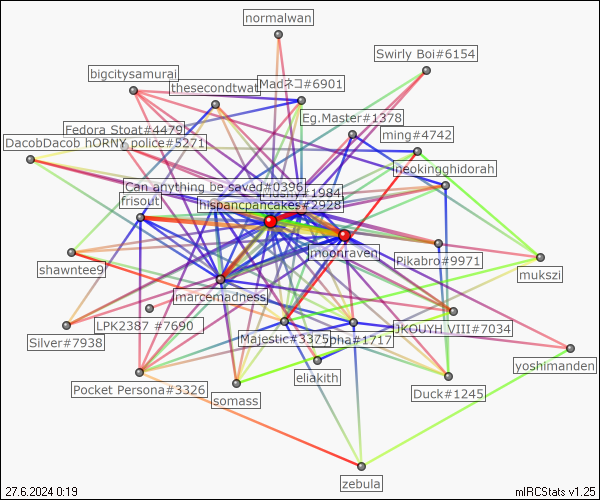 normalwan
Swirly Boi#6154
bigcitysamurai
Madネコ#6901
thesecondtwat
Eg.Master#1378
Fedora Stoat#4479
ming#4742
DacobDacob hORNY police#5271
neokingghidorah
Can anything be saved#0396
#1984
frisout
hispancpancakes#2928
moonraven
Pjkabro#9971
shawntee9
mukszi
marcemadness
LPK2387 #7690
JKOUYH VIII#7034
Silver#7938
Majestic#3375
pha#1717
yoshimanden
eliakith
Pocket Persona#3326
Duck#1245
somass
zebula
27.6.2024 0:19
mIRCStats v1.25